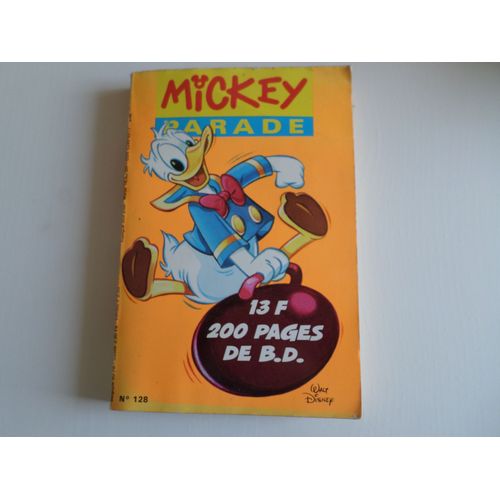 MiCKEY
PARADE
13 F
200 PAGES
DE B.D.
WALT
DISNEY
N° 128